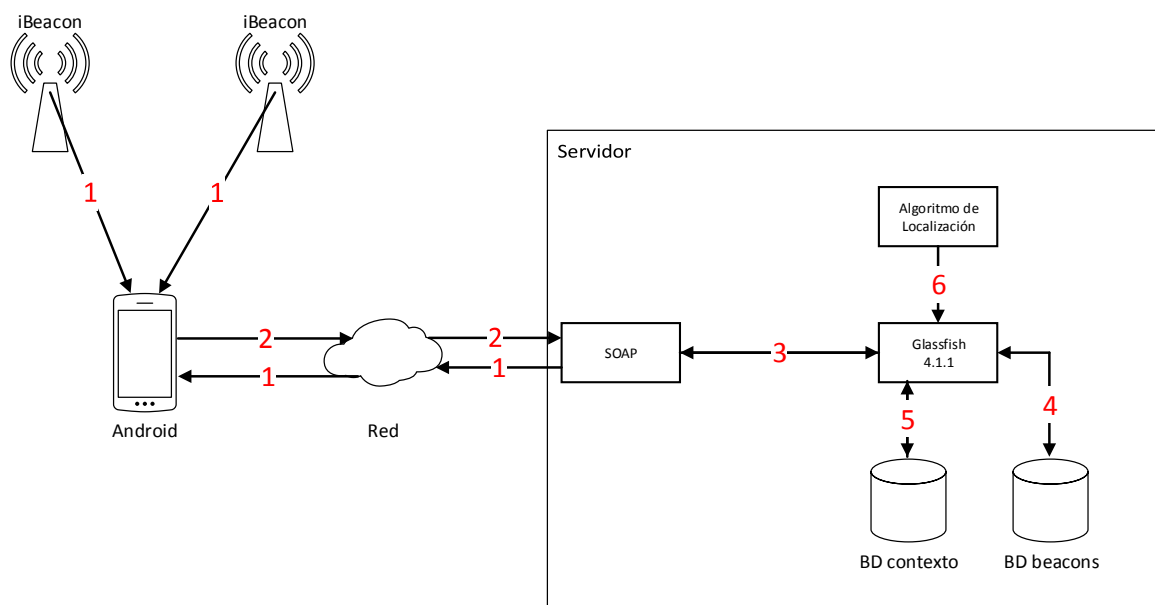 iBeacon
iBeacon
1
1
Servidor
Algoritmo de
Localización
6
2
2
1
1
SOAP
3
Glassfish
4.1.1
5
4
Android
Red
BD contexto
BD beacons